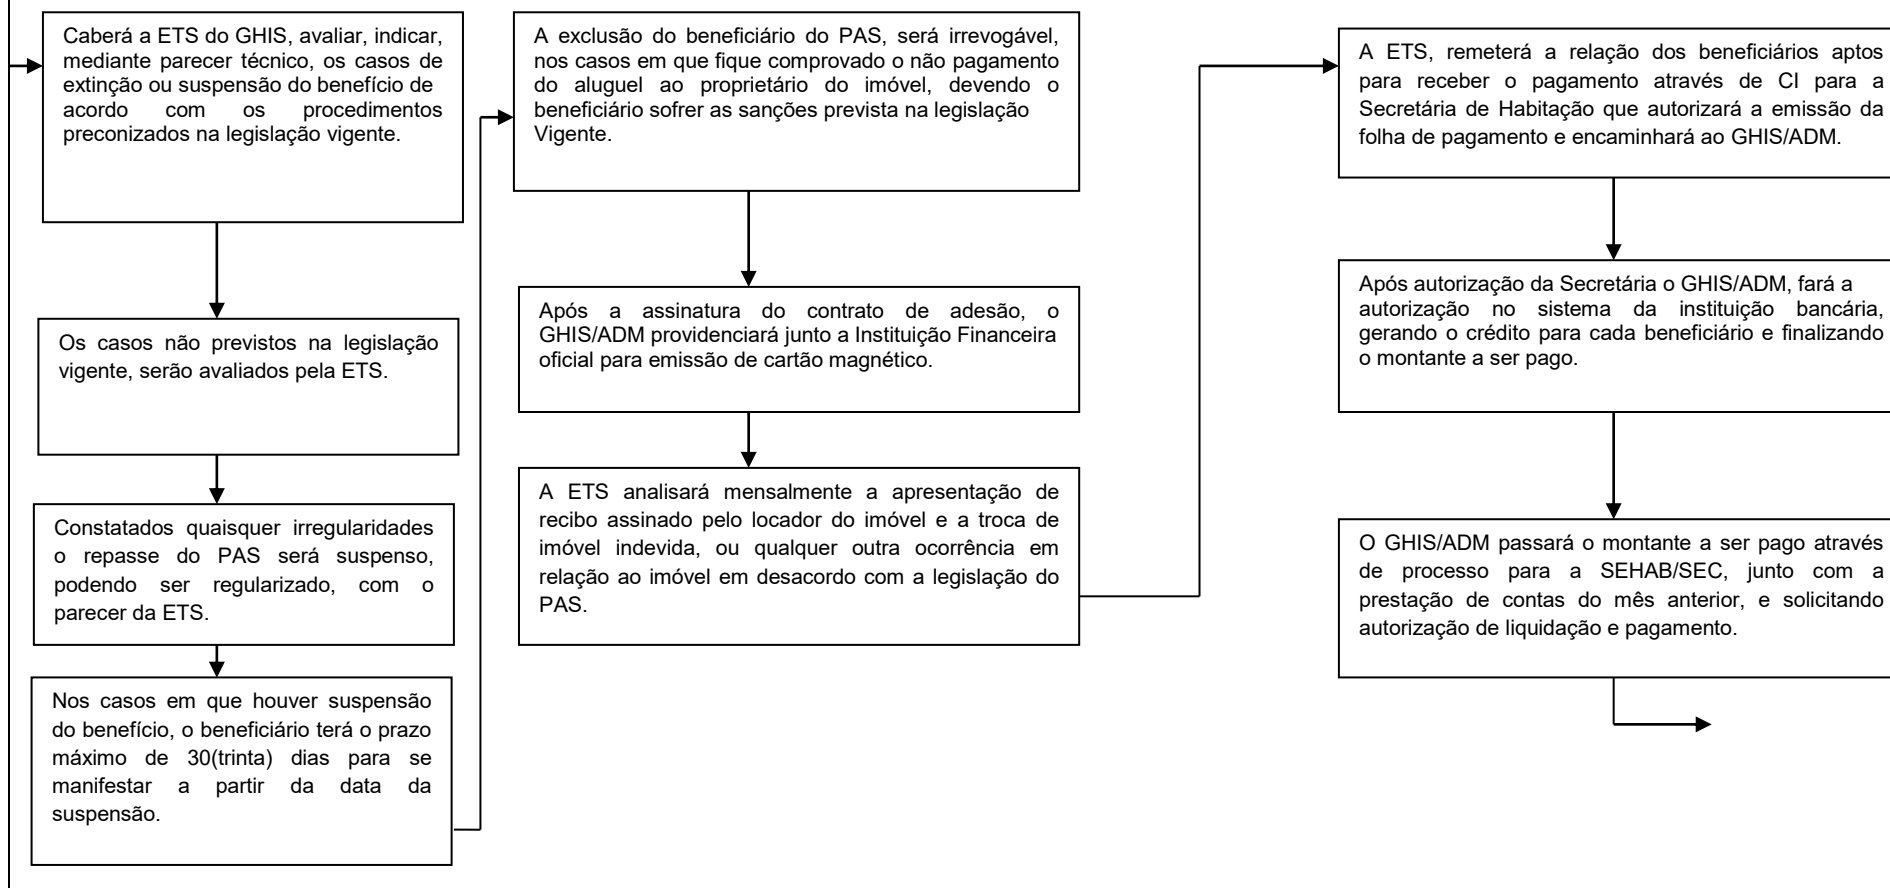 Caberá a ETS do GHIS, avaliar, indicar,
mediante parecer técnico, os casos de
extinção ou suspensão do benefício de
acordo com os procedimentos
preconizados na legislação vigente.
Os casos não previstos na legislação
vigente, serão avaliados pela ETS.
Constatados quaisquer irregularidades
o repasse do PAS será suspenso,
podendo ser regularizado, com o
parecer da ETS.
Nos casos em que houver suspensão
do benefício, o beneficiário terá o prazo
máximo de 30(trinta) dias para se
manifestar a partir da data da
suspensão.
A exclusão do beneficiário do PAS, será irrevogável,
nos casos em que fique comprovado o não pagamento
do aluguel ao proprietário do imóvel, devendo o
beneficiário sofrer as sanções prevista na legislação
Vigente.
Após a assinatura do contrato de adesão, o
GHIS/ADM providenciará junto a Instituição Financeira
oficial para emissão de cartão magnético.
A ETS analisará mensalmente a apresentação de
recibo assinado pelo locador do imóvel e a troca de
imóvel indevida, ou qualquer outra ocorrência em
relação ao imóvel em desacordo com a legislação do
PAS.
A ETS, remeterá a relação dos beneficiários aptos
para receber o pagamento através de CI para a
Secretária de Habitação que autorizará a emissão da
folha de pagamento e encaminhará ao GHIS/ADM.
Após autorização da Secretária o GHIS/ADM, fará a
autorização no sistema da instituição bancária,
gerando o crédito para cada beneficiário e finalizando
o montante a ser pago.
O GHIS/ADM passará o montante a ser pago através
de processo para a SEHAB/SEC, junto com a
prestação de contas do mês anterior, e solicitando
autorização de liquidação e pagamento.